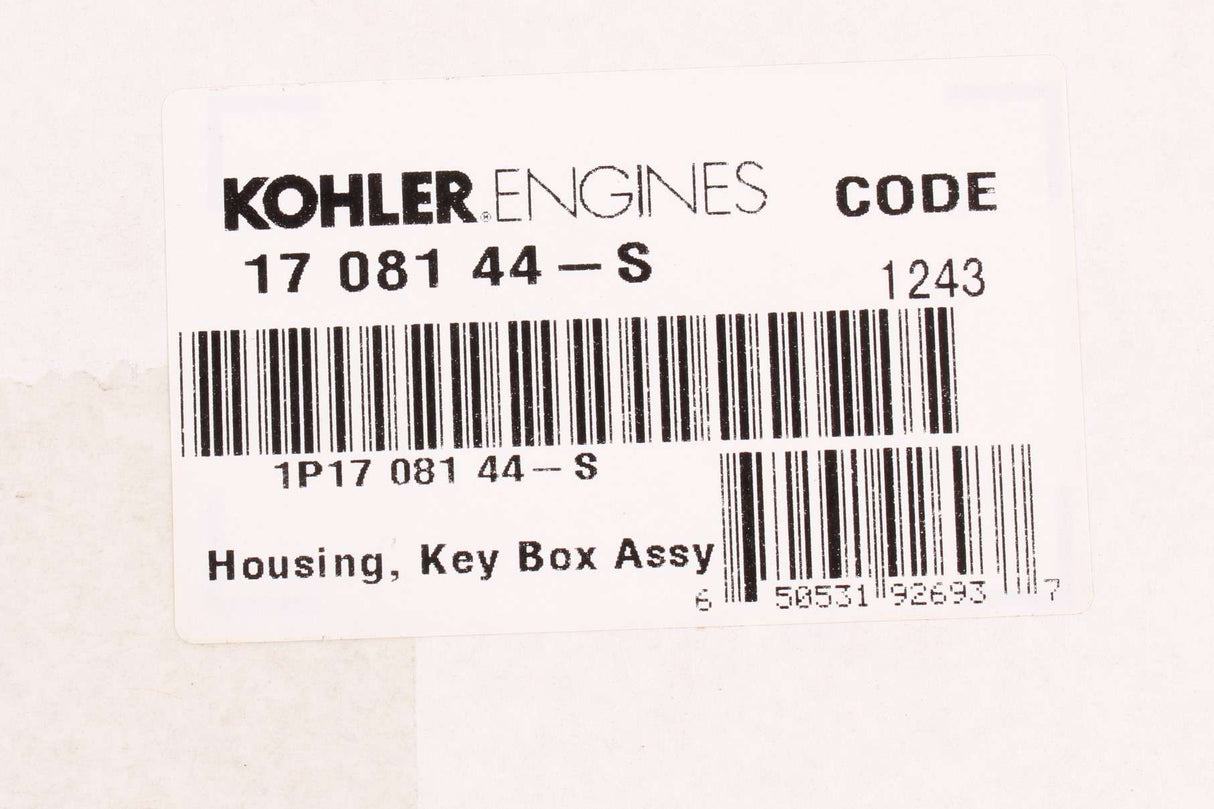 KOHLER® ENGINES CODE
17 081 44-S 1243
1P17 081 44-S
Housing, Key Box Assy
6 50531 92693 7